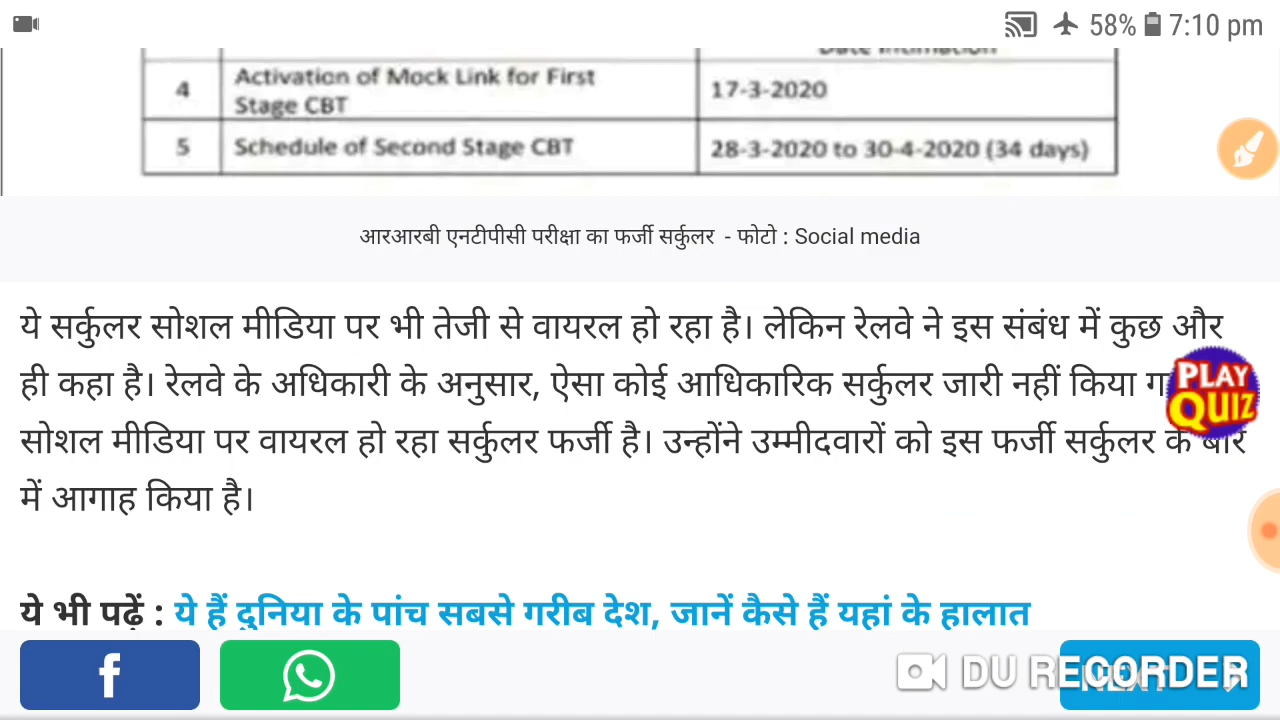 58% 7:10 pm
Date Intimation
4 Activation of Mock Link for First Stage CBT 17-3-2020
5 Schedule of Second Stage CBT 28-3-2020 to 30-4-2020 (34 days)
आरआरबी एनटीपीसी परीक्षा का फर्जी सर्कुलर - फोटो : Social media
ये सर्कुलर सोशल मीडिया पर भी तेजी से वायरल हो रहा है। लेकिन रेलवे ने इस संबंध में कुछ और
ही कहा है। रेलवे के अधिकारी के अनुसार, ऐसा कोई आधिकारिक सर्कुलर जारी नहीं किया
PLAY
QUIZ
सोशल मीडिया पर वायरल हो रहा सर्कुलर फर्जी है। उन्होंने उम्मीदवारों को इस फर्जी सर्कुलर के बारे
में आगाह किया है।
ये भी पढ़ें : ये हैं दुनिया के पांच सबसे गरीब देश, जानें कैसे हैं यहां के हालात
f
DU RECORDER